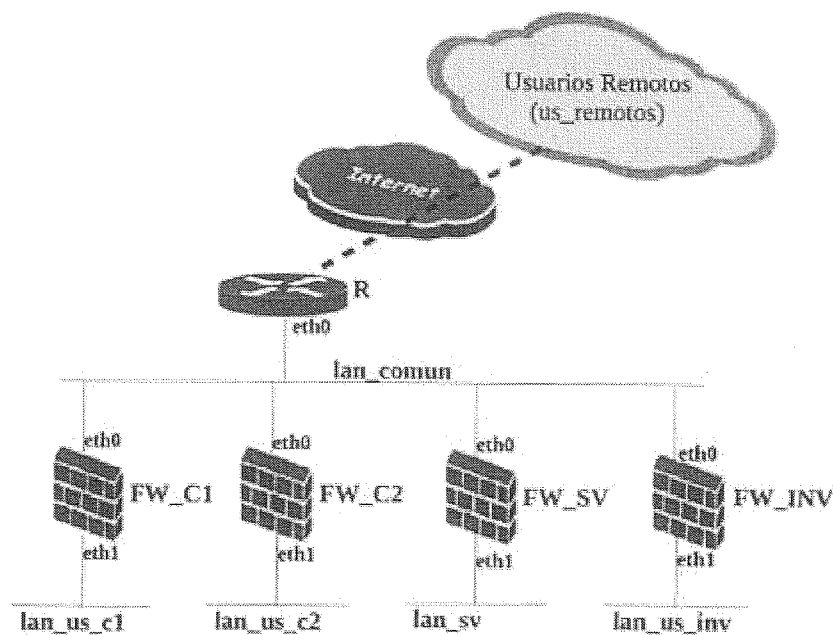 Usuarios Remotos
(us_remotos)
Internet
R
eth0
lan_comun
eth0
eth0
eth0
eth0
FW_C1
FW_C2
FW_SV
FW_INV
eth1
eth1
eth1
eth1
lan_us_c1
lan_us_c2
lan_sv
lan_us_inv